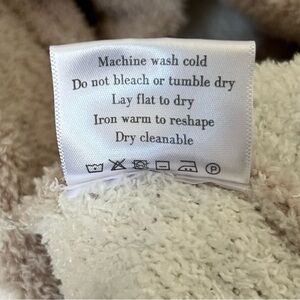 Machine wash cold
Do not bleach or tumble dry
Lay flat to dry
Iron warm to reshape
Dry cleanable
P